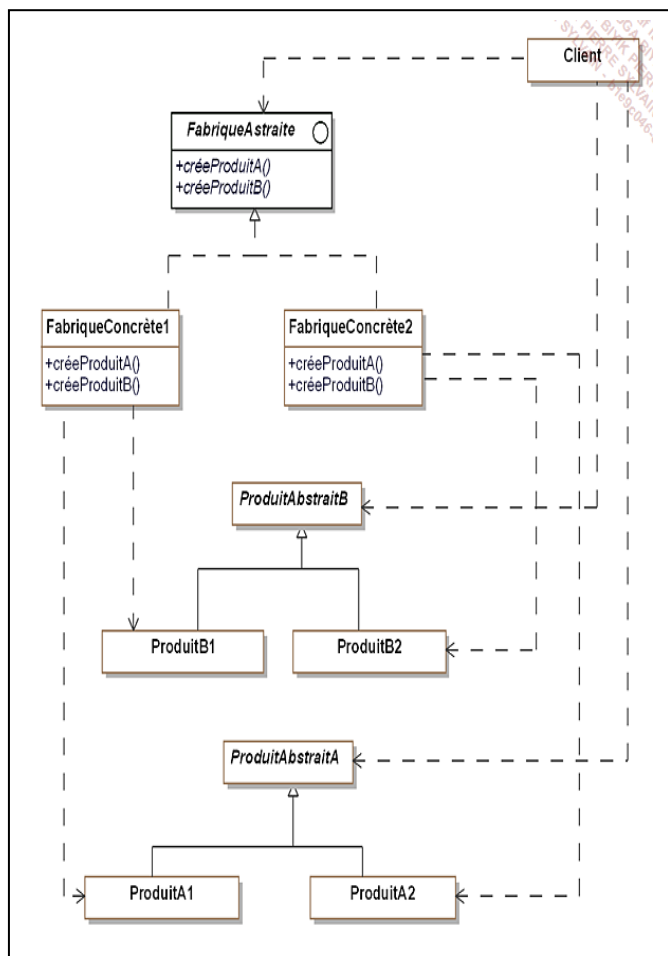 Client
FabriqueAstraite
+créeProduitA()
+créeProduitB()
FabriqueConcrète1
+créeProduitA()
+créeProduitB()
FabriqueConcrète2
+créeProduitA()
+créeProduitB()
ProduitAbstraitB
ProduitB1
ProduitB2
ProduitAbstraitA
ProduitA1
ProduitA2